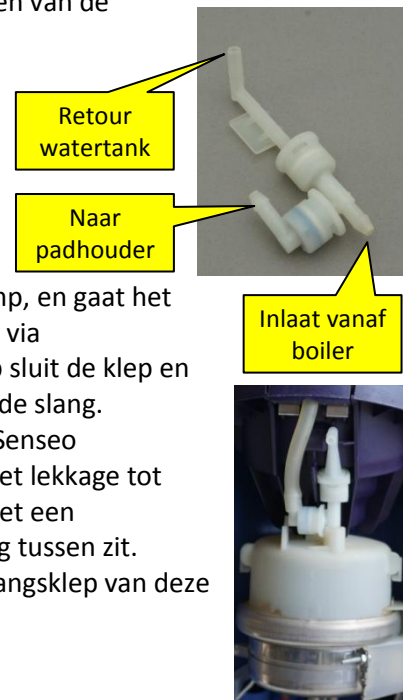 en van de
Retour
watertank
Naar
padhouder
Inlaat vanaf
boiler
np, en gaat het
via
sluit de klep en
de slang.
Senseo
et lekkage tot
et een
g tussen zit.
angsklep van deze